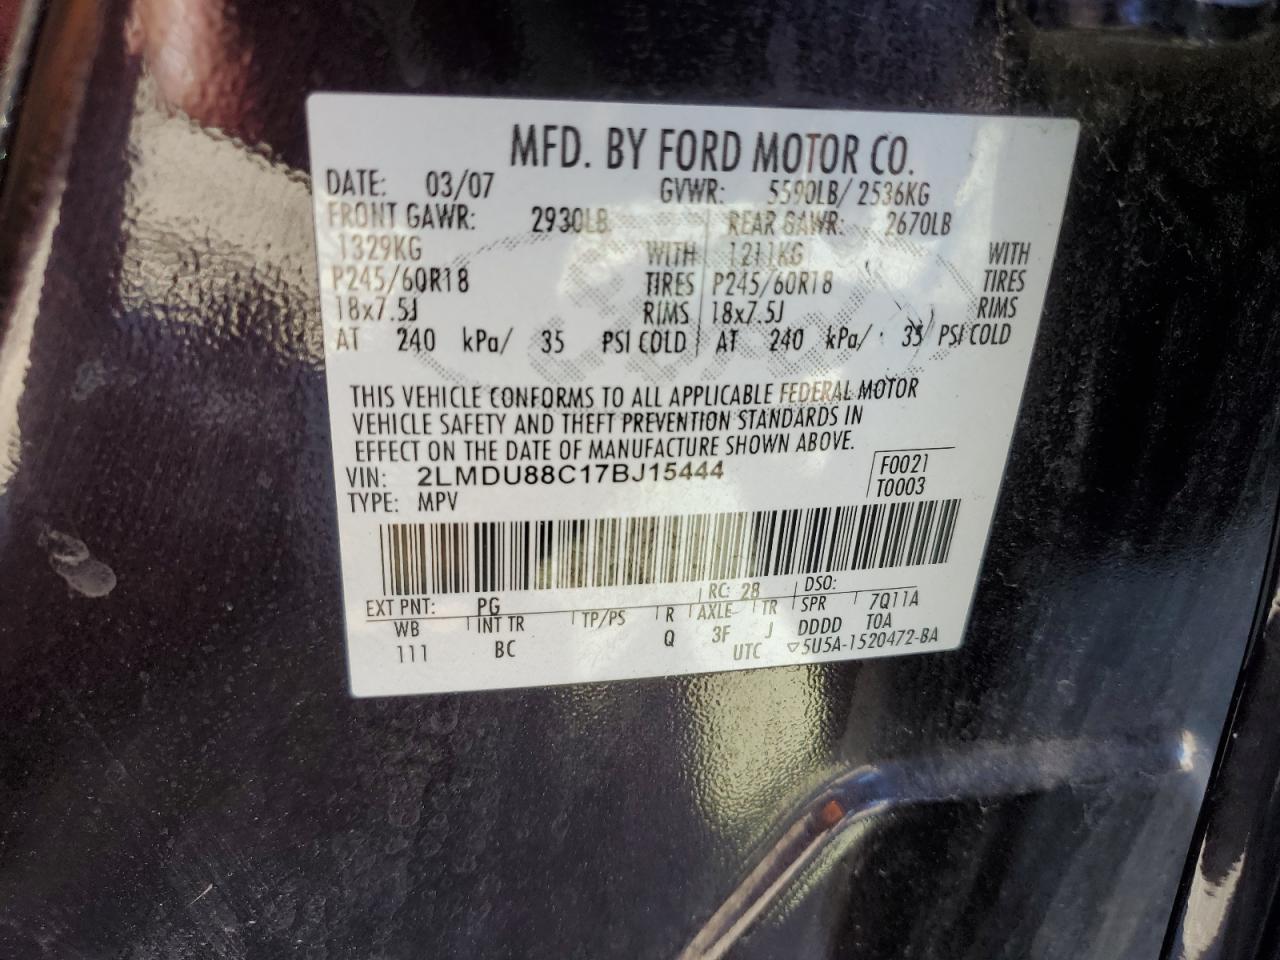 MFD. BY FORD MOTOR CO.
DATE: 03/07 GVWR: 5590LB/ 2536KG
FRONT GAWR: 2930LB REAR GAWR: 2670LB
1329KG WITH 1211KG WITH
P245/60R18 TIRES P245/60R18 TIRES
18x7.5J RIMS 18x7.5J RIMS
AT 240 kPa/ 35 PSI COLD AT 240 kPa/ 35 PSI COLD
THIS VEHICLE CONFORMS TO ALL APPLICABLE FEDERAL MOTOR
VEHICLE SAFETY AND THEFT PREVENTION STANDARDS IN
EFFECT ON THE DATE OF MANUFACTURE SHOWN ABOVE.
VIN: 2LMDU88C17BJ15444 F0021
TYPE: MPV T0003
EXT PNT: PG RC: 28 DSO:
WB INT TR TP/PS R AXLE TR SPR 7Q11A
111 BC Q 3F J DDDD TOA
UTC ▽5U5A-1520472-BA